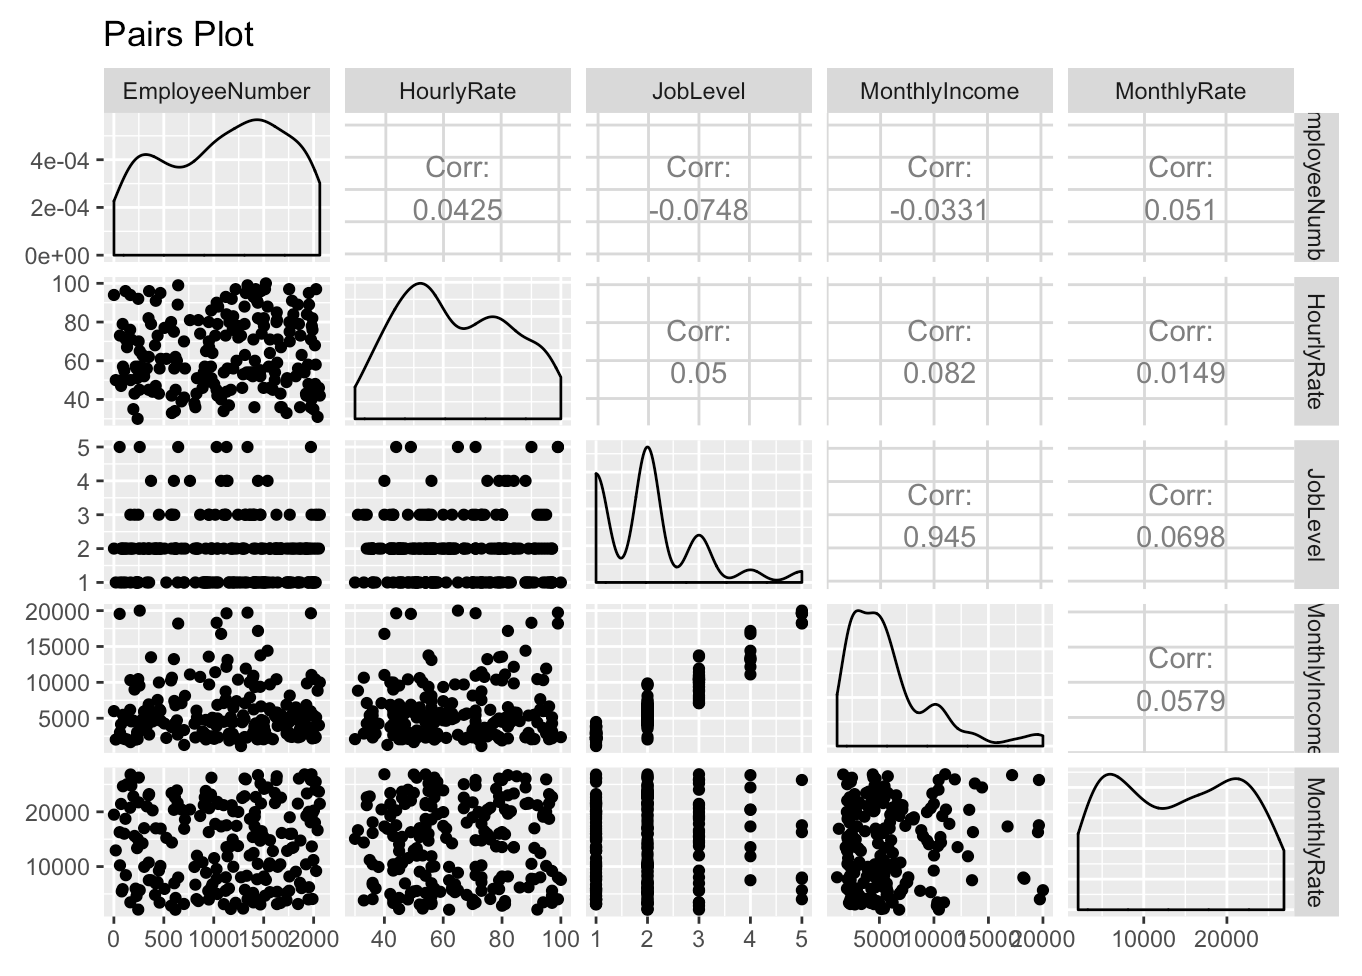 Pairs Plot
EmployeeNumber HourlyRate JobLevel MonthlyIncome MonthlyRate
4e-04
2e-04
0e+00
Corr:
0.0425
Corr:
-0.0748
Corr:
-0.0331
Corr:
0.051
mployeeNumb
100
80
60
40
Corr:
0.05
Corr:
0.082
Corr:
0.0149
HourlyRate
5
4
3
2
1
Corr:
0.945
Corr:
0.0698
JobLevel
20000
15000
10000
5000
Corr:
0.0579
MonthlyIncome
20000
10000
MonthlyRate
0 500 1000 1500 2000 40 60 80 100 1 2 3 4 5 5000 10000 15000 20000 10000 20000